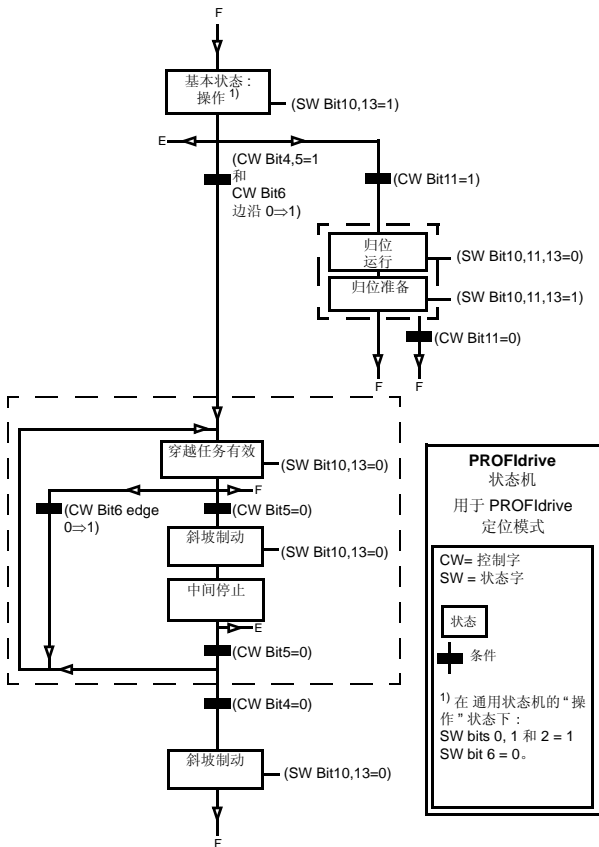 F
基本状态 :
操作 1)
(SW Bit10,13=1)
E
(CW Bit4,5=1
和
CW Bit6
边沿 0⇒1)
(CW Bit11=1)
归位
运行
(SW Bit10,11,13=0)
归位准备
(SW Bit10,11,13=1)
(CW Bit11=0)
F
F
穿越任务有效
(SW Bit10,13=0)
F
(CW Bit6 edge
0⇒1)
(CW Bit5=0)
斜坡制动
(SW Bit10,13=0)
中间停止
E
(CW Bit5=0)
(CW Bit4=0)
斜坡制动
(SW Bit10,13=0)
F
PROFIdrive
状态机
用于 PROFIdrive
定位模式
CW= 控制字
SW = 状态字
状态
条件
1) 在 通用状态机的 “ 操
作 ” 状态下 :
SW bits 0, 1 和 2 = 1
SW bit 6 = 0。